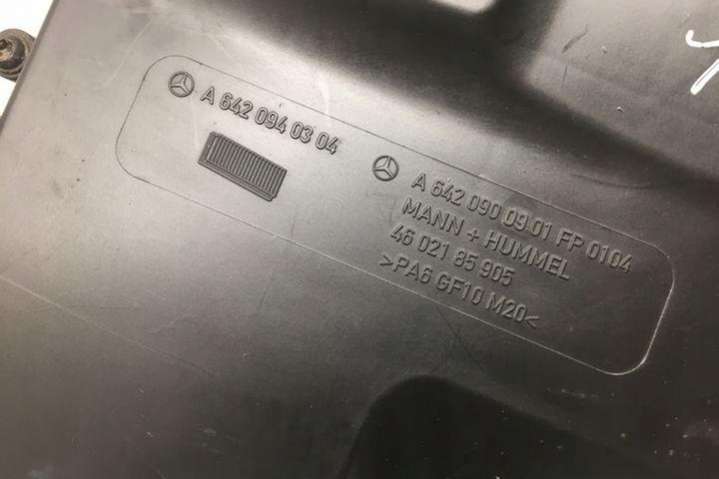 A 642 094 03 04
A 642 090 09 01 FP 0104
MANN + HUMMEL
46 021 85 905
>PA6 GF10 M20<